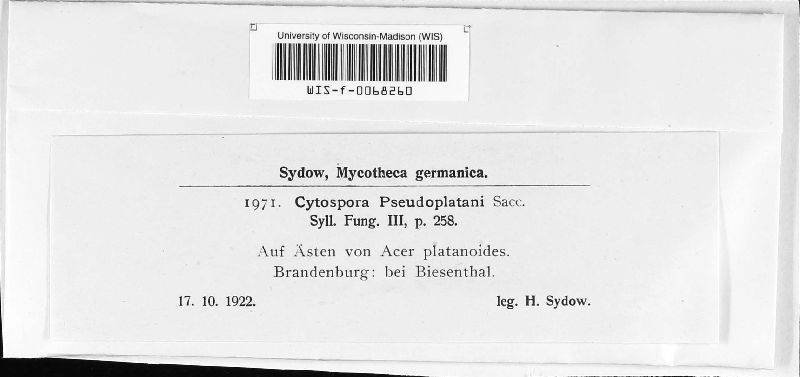 University of Wisconsin-Madison (WIS)
WIS-f-0068260
Sydow, Mycotheca germanica.
1971. Cytospora Pseudoplatani Sacc.
Syll. Fung. III, p. 258.
Auf Ästen von Acer platanoides.
Brandenburg: bei Biesenthal.
17. 10. 1922. leg. H. Sydow.